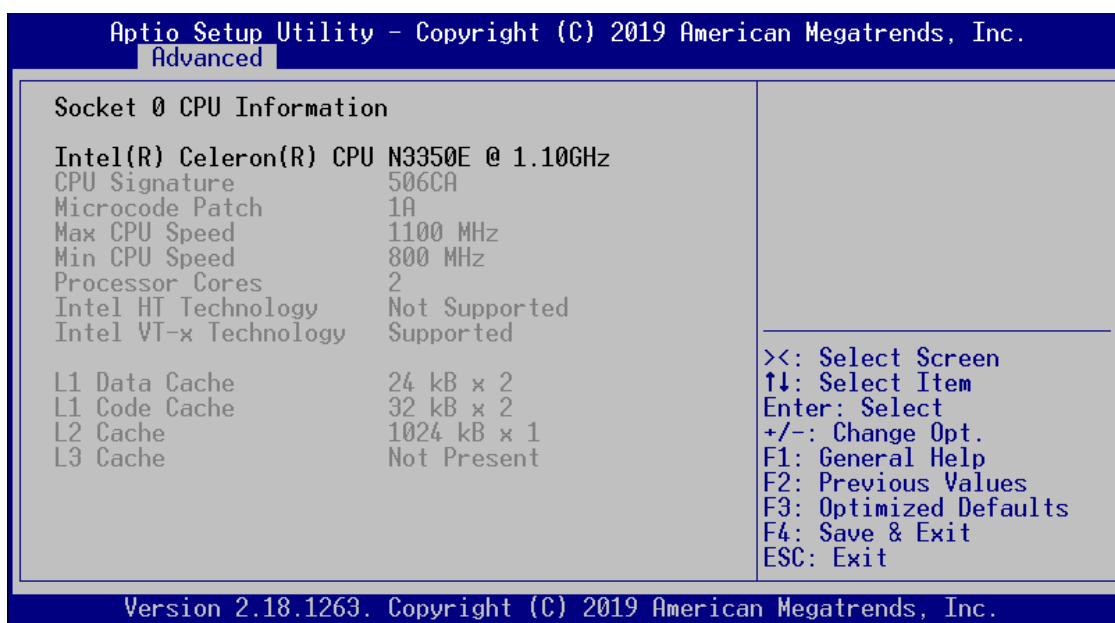 Aptio Setup Utility – Copyright (C) 2019 American Megatrends, Inc.
Advanced
Socket 0 CPU Information
Intel(R) Celeron(R) CPU N3350E @ 1.10GHz
CPU Signature 506CA
Microcode Patch 1A
Max CPU Speed 1100 MHz
Min CPU Speed 800 MHz
Processor Cores 2
Intel HT Technology Not Supported
Intel VT-x Technology Supported
L1 Data Cache 24 kB x 2
L1 Code Cache 32 kB x 2
L2 Cache 1024 kB x 1
L3 Cache Not Present
><: Select Screen
↑↓: Select Item
Enter: Select
+/-: Change Opt.
F1: General Help
F2: Previous Values
F3: Optimized Defaults
F4: Save & Exit
ESC: Exit
Version 2.18.1263. Copyright (C) 2019 American Megatrends, Inc.